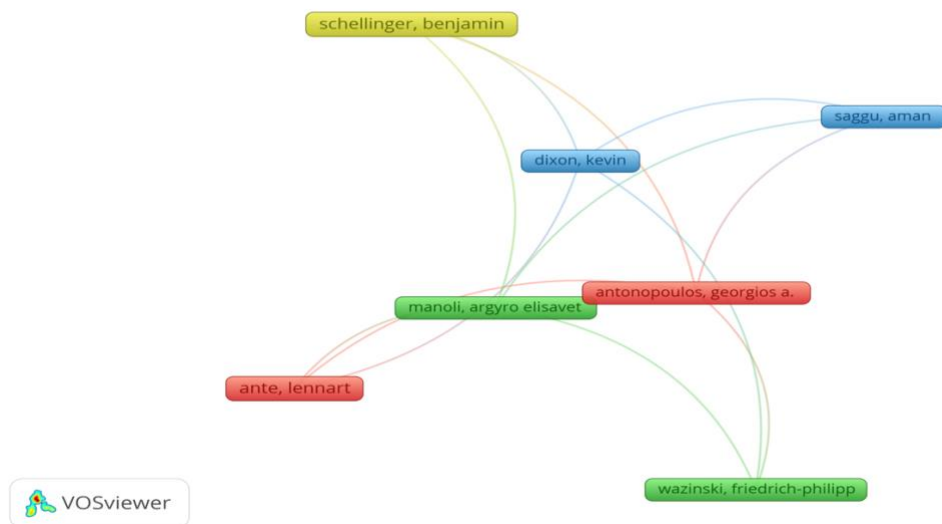 schellinger, benjamin
saggu, aman
dixon, kevin
antonopoulos, georgios a.
manoli, argyro elisavet
ante, lennart
wazinski, friedrich-philipp
VOSviewer